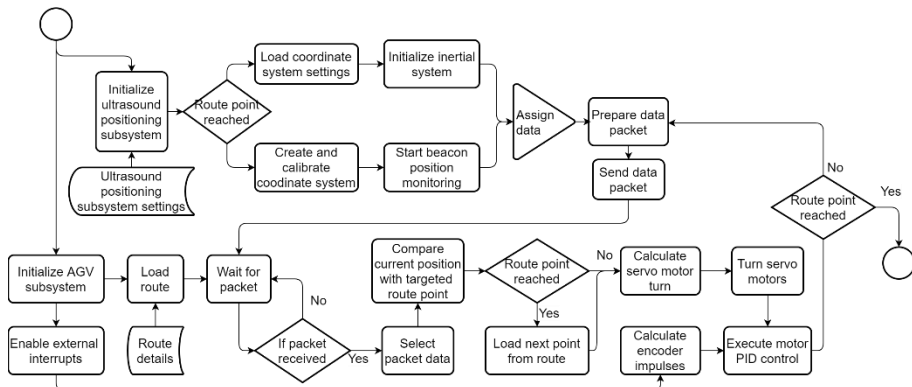 Load coordinate
system settings
Initialize inertial
system
Initialize
ultrasound
positioning
subsystem
Route point
reached
Assign
data
Prepare data
packet
Create and
calibrate
coodinate system
Start beacon
position
monitoring
Send data
packet
Ultrasound
positioning
subsystem settings
No
Yes
Route point
reached
Initialize AGV
subsystem
Load
route
Wait for
packet
Compare
current position
with targeted
route point
Route point
reached
No
Calculate
servo motor
turn
Turn servo
motors
No
Yes
Enable external
interrupts
Route
details
If packet
received
Yes
Select
packet data
Load next point
from route
Calculate
encoder
impulses
Execute motor
PID control